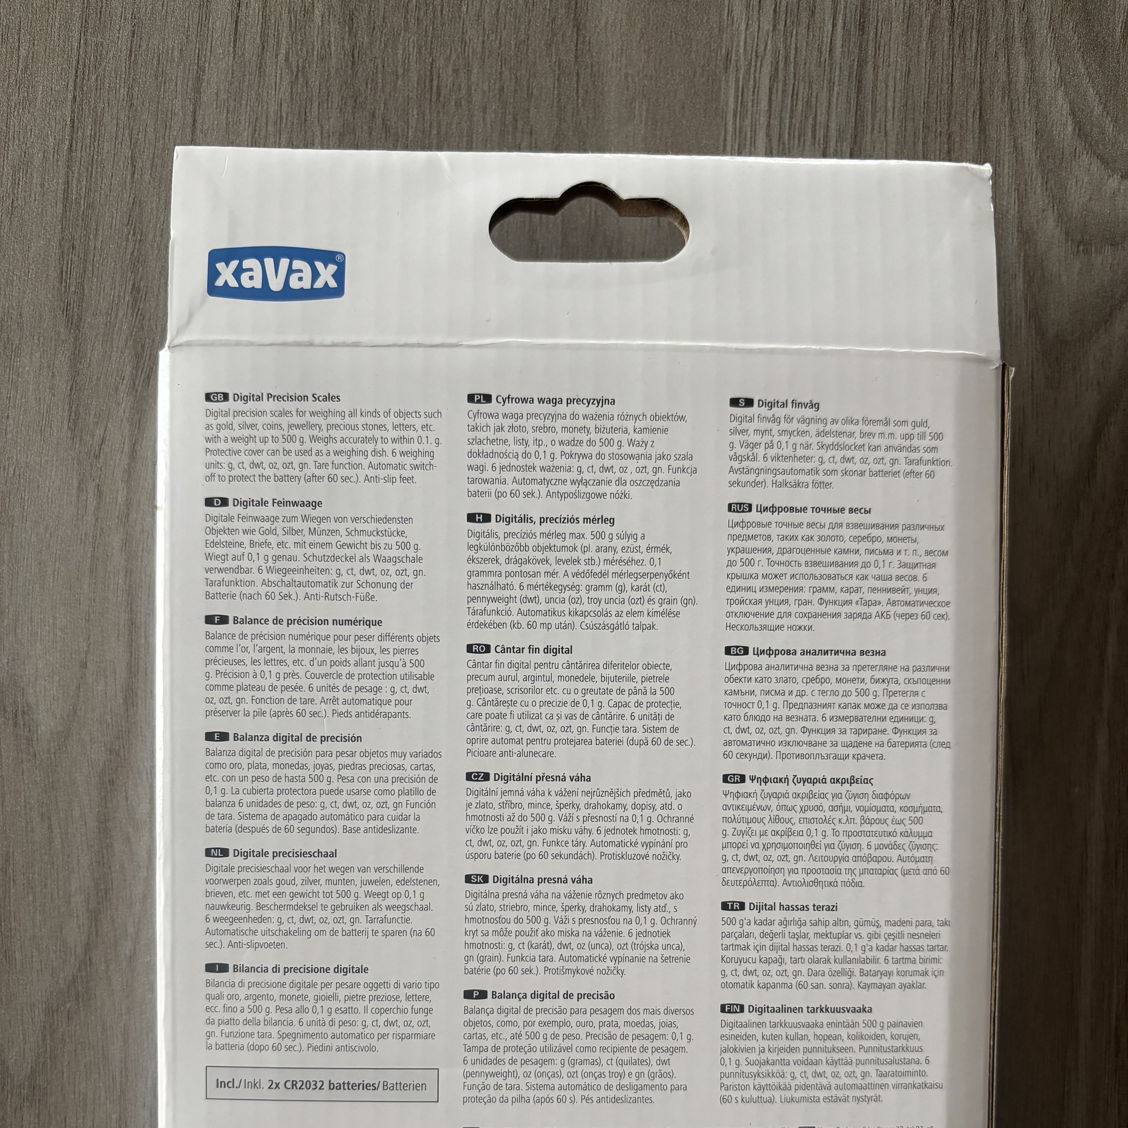 xavax®
GB Digital Precision Scales
Digital precision scales for weighing all kinds of objects such
as gold, silver, coins, jewellery, precious stones, letters, etc.
with a weight up to 500 g. Weighs accurately to within 0.1. g.
Protective cover can be used as a weighing dish. 6 weighing
units: g, ct, dwt, oz, ozt, gn. Tare function. Automatic switch-
off to protect the battery (after 60 sec.). Anti-slip feet.
D Digitale Feinwaage
Digitale Feinwaage zum Wiegen von verschiedensten
Objekten wie Gold, Silber, Münzen, Schmuckstücke,
Edelsteine, Briefe, etc. mit einem Gewicht bis zu 500 g.
Wiegt auf 0,1 g genau. Schutzdeckel als Waagschale
verwendbar. 6 Wiegeeinheiten: g, ct, dwt, oz, ozt, gn.
Tarafunktion. Abschaltautomatik zur Schonung der
Batterie (nach 60 Sek.). Anti-Rutsch-Füße.
F Balance de précision numérique
Balance de précision numérique pour peser différents objets
comme l'or, l'argent, la monnaie, les bijoux, les pierres
précieuses, les lettres, etc. d'un poids allant jusqu'à 500
g. Précision à 0,1 g près. Couvercle de protection utilisable
comme plateau de pesée. 6 unités de pesage : g, ct, dwt,
oz, ozt, gn. Fonction de tare. Arrêt automatique pour
préserver la pile (après 60 sec.). Pieds antidérapants.
E Balanza digital de precisión
Balanza digital de precisión para pesar objetos muy variados
como oro, plata, monedas, joyas, piedras preciosas, cartas,
etc. con un peso de hasta 500 g. Pesa con una precisión de
0,1 g. La cubierta protectora puede usarse como platillo de
balanza 6 unidades de peso: g, ct, dwt, oz, ozt, gn Función
de tara. Sistema de apagado automático para cuidar la
batería (después de 60 segundos). Base antideslizante.
NL Digitale precisieschaal
Digitale precisieschaal voor het wegen van verschillende
voorwerpen zoals goud, zilver, munten, juwelen, edelstenen,
brieven, etc. met een gewicht tot 500 g. Weegt op 0,1 g
nauwkeurig. Beschermdeksel te gebruiken als weegschaal.
6 weegeenheden: g, ct, dwt, oz, ozt, gn. Tarrafunctie.
Automatische uitschakeling om de batterij te sparen (na 60
sec.). Anti-slipvoeten.
I Bilancia di precisione digitale
Bilancia di precisione digitale per pesare oggetti di vario tipo
quali oro, argento, monete, gioielli, pietre preziose, lettere,
ecc. fino a 500 g. Pesa allo 0,1 g esatto. Il coperchio funge
da piatto della bilancia. 6 unità di peso: g, ct, dwt, oz, ozt,
gn. Funzione tara. Spegnimento automatico per risparmiare
la batteria (dopo 60 sec.). Piedini antiscivolo.
Incl./Inkl. 2x CR2032 batteries/Batterien
PL Cyfrowa waga precyzyjna
Cyfrowa waga precyzyjna do ważenia różnych obiektów,
takich jak złoto, srebro, monety, biżuteria, kamienie
szlachetne, listy, itp., o wadze do 500 g. Waży z
dokładnością do 0,1 g. Pokrywa do stosowania jako szala
wagi. 6 jednostek ważenia: g, ct, dwt, oz , ozt, gn. Funkcja
tarowania. Automatyczne wyłączanie dla oszczędzania
baterii (po 60 sek.). Antypoślizgowe nóżki.
H Digitális, precíziós mérleg
Digitális, precíziós mérleg max. 500 g súlyig a
legkülönbözőbb objektumok (pl. arany, ezüst, érmék,
ékszerek, drágakövek, levelek stb.) méréséhez. 0,1
grammra pontosan mér. A védőfedél mérlegserpenyőként
használható. 6 mértékegység: gramm (g), karát (ct),
pennyweight (dwt), uncia (oz), troy uncia (ozt) és grain (gn).
Tárafunkció. Automatikus kikapcsolás az elem kímélése
érdekében (kb. 60 mp után). Csúszásgátló talpak.
RO Cântar fin digital
Cântar fin digital pentru cântărirea diferitelor obiecte,
precum aurul, argintul, monedele, bijuteriile, pietrele
prețioase, scrisorilor etc. cu o greutate de până la 500
g. Cântărește cu o precizie de 0,1 g. Capac de protecție,
care poate fi utilizat ca și vas de cântărire. 6 unități de
cântărire: g, ct, dwt, oz, ozt, gn. Funcție tara. Sistem de
oprire automat pentru protejarea bateriei (după 60 de sec.).
Picioare anti-alunecare.
CZ Digitální přesná váha
Digitální jemná váha k vážení nejrůznějších předmětů, jako
je zlato, stříbro, mince, šperky, drahokamy, dopisy, atd. o
hmotnosti až do 500 g. Váží s přesností na 0,1 g. Ochranné
víčko lze použít i jako misku váhy. 6 jednotek hmotnosti: g,
ct, dwt, oz, ozt, gn. Funkce táry. Automatické vypínání pro
úsporu baterie (po 60 sekundách). Protiskluzové nožičky.
SK Digitálna presná váha
Digitálna presná váha na váženie rôznych predmetov ako
sú zlato, striebro, mince, šperky, drahokamy, listy atď., s
hmotnosťou do 500 g. Váži s presnosťou na 0,1 g. Ochranný
kryt sa môže použiť ako miska na váženie. 6 jednotiek
hmotnosti: g, ct (karát), dwt, oz (unca), ozt (trójska unca),
gn (grain). Funkcia tara. Automatické vypínanie na šetrenie
batérie (po 60 sek.). Protišmykové nožičky.
P Balança digital de precisão
Balança digital de precisão para pesagem dos mais diversos
objetos, como, por exemplo, ouro, prata, moedas, joias,
cartas, etc., até 500 g de peso. Precisão de pesagem: 0,1 g.
Tampa de proteção utilizável como recipiente de pesagem.
6 unidades de pesagem: g (gramas), ct (quilates), dwt
(pennyweight), oz (onças), ozt (onças troy) e gn (grãos).
Função de tara. Sistema automático de desligamento para
proteção da pilha (após 60 s). Pés antideslizantes.
S Digital finvåg
Digital finvåg för vägning av olika föremål som guld,
silver, mynt, smycken, ädelstenar, brev m.m. upp till 500
g. Väger på 0,1 g när. Skyddslocket kan användas som
vågskål. 6 viktenheter: g, ct, dwt, oz, ozt, gn. Tarafunktion.
Avstängningsautomatik som skonar batteriet (efter 60
sekunder). Halksäkra fötter.
RUS Цифровые точные весы
Цифровые точные весы для взвешивания различных
предметов, таких как золото, серебро, монеты,
украшения, драгоценные камни, письма и т. п., весом
до 500 г. Точность взвешивания до 0,1 г. Защитная
крышка может использоваться как чаша весов. 6
единиц измерения: грамм, карат, пеннивейт, унция,
тройская унция, гран. Функция «Тара». Автоматическое
отключение для сохранения заряда АКБ (через 60 сек).
Нескользящие ножки.
BG Цифрова аналитична везна
Цифрова аналитична везна за претегляне на различни
обекти като злато, сребро, монети, бижута, скъпоценни
камъни, писма и др. с тегло до 500 g. Претегля с
точност 0,1 g. Предпазният капак може да се използва
като блюдо на везната. 6 измервателни единици: g,
ct, dwt, oz, ozt, gn. Функция за тариране. Функция за
автоматично изключване за щадене на батерията (след
60 секунди). Противоплъзгащи крачета.
GR Ψηφιακή ζυγαριά ακριβείας
Ψηφιακή ζυγαριά ακριβείας για ζύγιση διαφόρων
αντικειμένων, όπως χρυσό, ασήμι, νομίσματα, κοσμήματα,
πολύτιμους λίθους, επιστολές κ.λπ. βάρους έως 500
g. Ζυγίζει με ακρίβεια 0,1 g. Το προστατευτικό κάλυμμα
μπορεί να χρησιμοποιηθεί για ζύγιση. 6 μονάδες ζύγισης:
g, ct, dwt, oz, ozt, gn. Λειτουργία απόβαρου. Αυτόματη
απενεργοποίηση για προστασία της μπαταρίας (μετά από 60
δευτερόλεπτα). Αντιολισθητικά πόδια.
TR Dijital hassas terazi
500 g'a kadar ağırlığa sahip altın, gümüş, madeni para, takı
parçaları, değerli taşlar, mektuplar vs. gibi çeşitli nesneleri
tartmak için dijital hassas terazi. 0,1 g'a kadar hassas tartar.
Koruyucu kapağı, tartı olarak kullanılabilir. 6 tartma birimi:
g, ct, dwt, oz, ozt, gn. Dara özelliği. Bataryayı korumak için
otomatik kapanma (60 san. sonra). Kaymayan ayaklar.
FIN Digitaalinen tarkkuusvaaka
Digitaalinen tarkkuusvaaka enintään 500 g painavien
esineiden, kuten kullan, hopean, kolikoiden, korujen,
jalokivien ja kirjeiden punnitukseen. Punnitustarkkuus
0,1 g. Suojakantta voidaan käyttää punnitusalustana. 6
punnitusyksikköä: g, ct, dwt, oz, ozt, gn. Taaratoiminto.
Pariston käyttöikää pidentävä automaattinen virrankatkaisu
(60 s kuluttua). Liukumista estävät nystyrät.